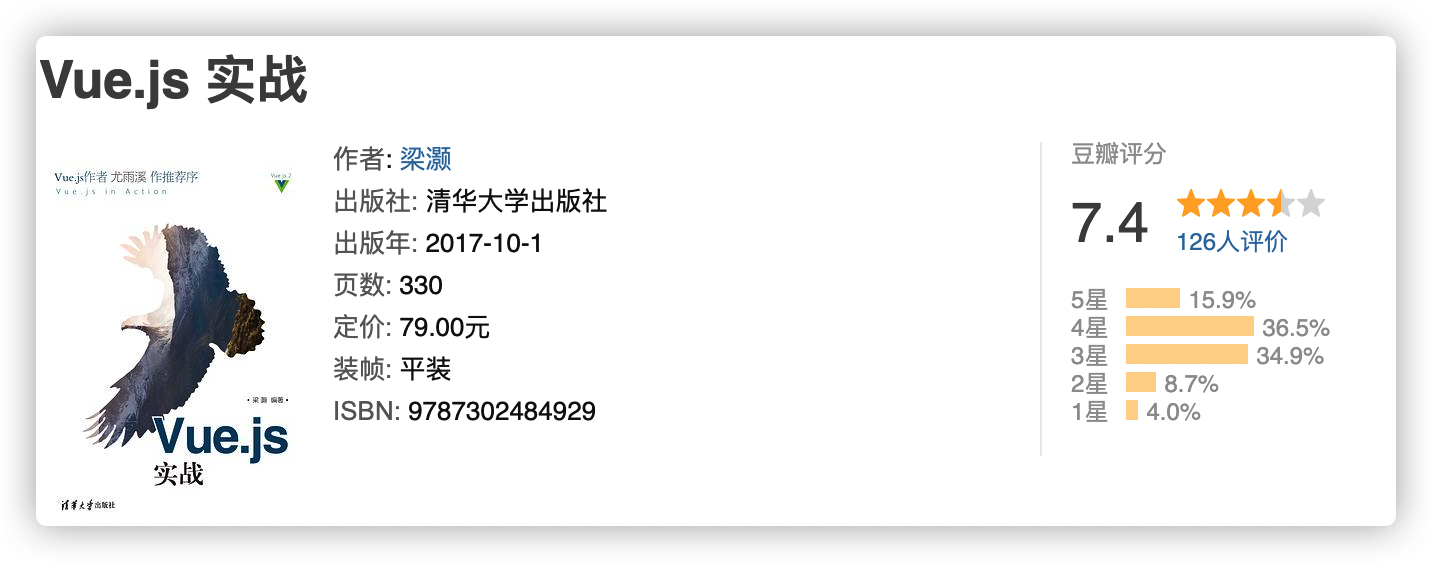 Vue.js 实战
Vue.js作者 尤雨溪 作推荐序
Vue.js in Action
Vue.js 2
• 梁 灏 编著 •
Vue.js
实战
清华大学出版社
作者: 梁灏
出版社: 清华大学出版社
出版年: 2017-10-1
页数: 330
定价: 79.00元
装帧: 平装
ISBN: 9787302484929
豆瓣评分
7.4
126人评价
5星 15.9%
4星 36.5%
3星 34.9%
2星 8.7%
1星 4.0%